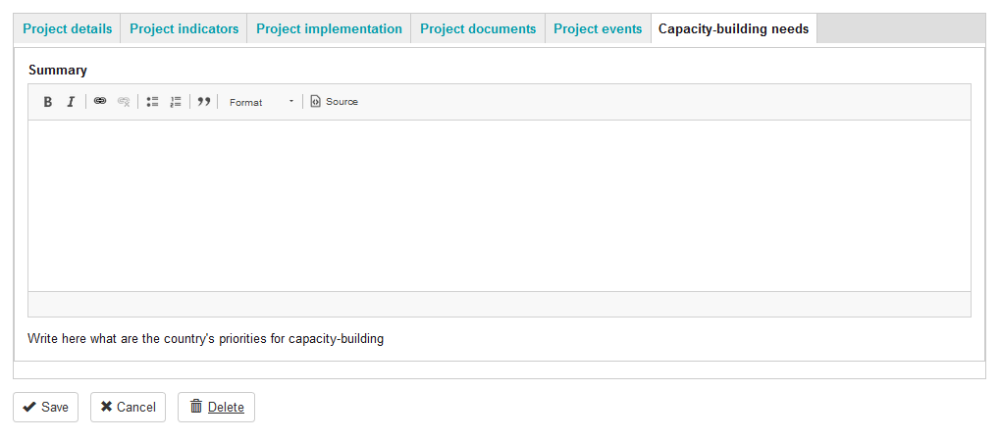 Project details Project indicators Project implementation Project documents Project events Capacity-building needs
Summary
B I Format Source
Write here what are the country's priorities for capacity-building
Save Cancel Delete